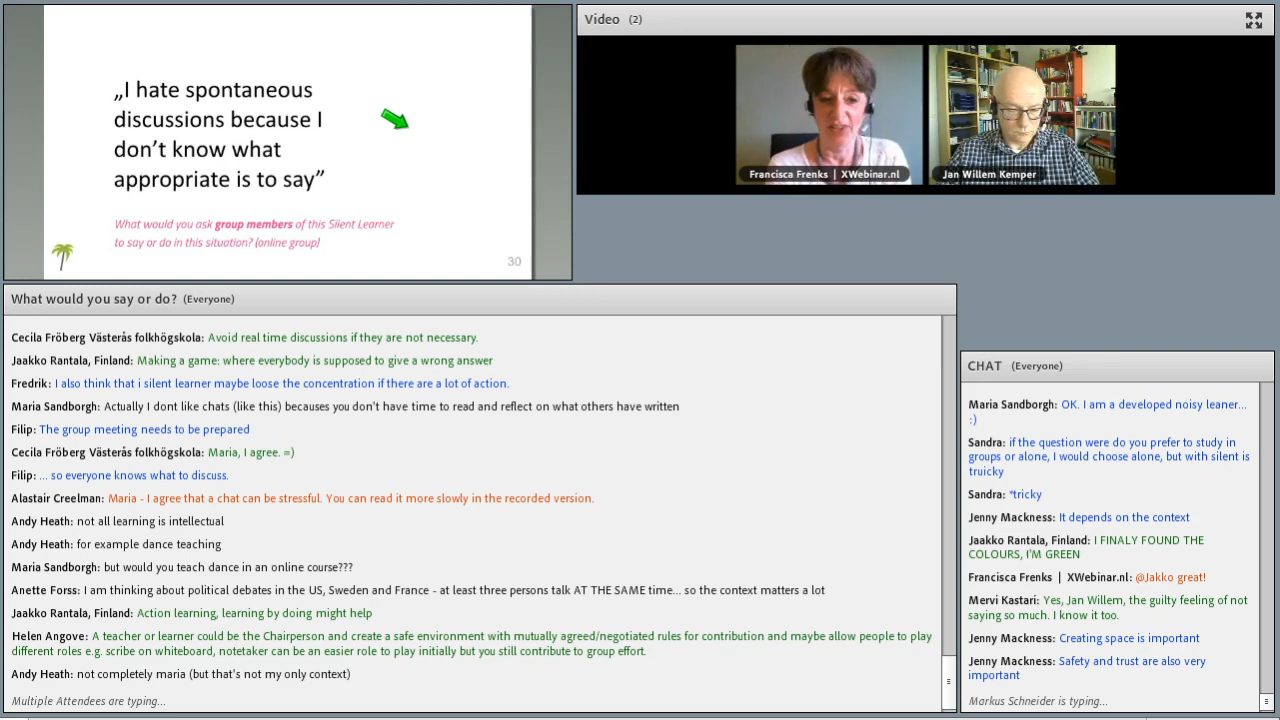 „I hate spontaneous
discussions because I
don't know what
appropriate is to say”
What would you ask group members of this Silent Learner
to say or do in this situation? (online group)
30
Video (2)
Francisca Frenks | XWebinar.nl
Jan Willem Kemper
What would you say or do? (Everyone)
Cecila Fröberg Västerås folkhögskola: Avoid real time discussions if they are not necessary.
Jaakko Rantala, Finland: Making a game: where everybody is supposed to give a wrong answer
Fredrik: I also think that i silent learner maybe loose the concentration if there are a lot of action.
Maria Sandborgh: Actually I dont like chats (like this) becauses you don't have time to read and reflect on what others have written
Filip: The group meeting needs to be prepared
Cecila Fröberg Västerås folkhögskola: Maria, I agree. =)
Filip: ... so everyone knows what to discuss.
Alastair Creelman: Maria - I agree that a chat can be stressful. You can read it more slowly in the recorded version.
Andy Heath: not all learning is intellectual
Andy Heath: for example dance teaching
Maria Sandborgh: but would you teach dance in an online course???
Anette Forss: I am thinking about political debates in the US, Sweden and France - at least three persons talk AT THE SAME time... so the context matters a lot
Jaakko Rantala, Finland: Action learning, learning by doing might help
Helen Angove: A teacher or learner could be the Chairperson and create a safe environment with mutually agreed/negotiated rules for contribution and maybe allow people to play
different roles e.g. scribe on whiteboard, notetaker can be an easier role to play initially but you still contribute to group effort.
Andy Heath: not completely maria (but that's not my only context)
Multiple Attendees are typing...
CHAT (Everyone)
Maria Sandborgh: OK. I am a developed noisy leaner...
:)
Sandra: if the question were do you prefer to study in
groups or alone, I would choose alone, but with silent is
truicky
Sandra: *tricky
Jenny Mackness: It depends on the context
Jaakko Rantala, Finland: I FINALY FOUND THE
COLOURS, I'M GREEN
Francisca Frenks | XWebinar.nl: @Jakko great!
Mervi Kastari: Yes, Jan Willem, the guilty feeling of not
saying so much. I know it too.
Jenny Mackness: Creating space is important
Jenny Mackness: Safety and trust are also very
important
Markus Schneider is typing...